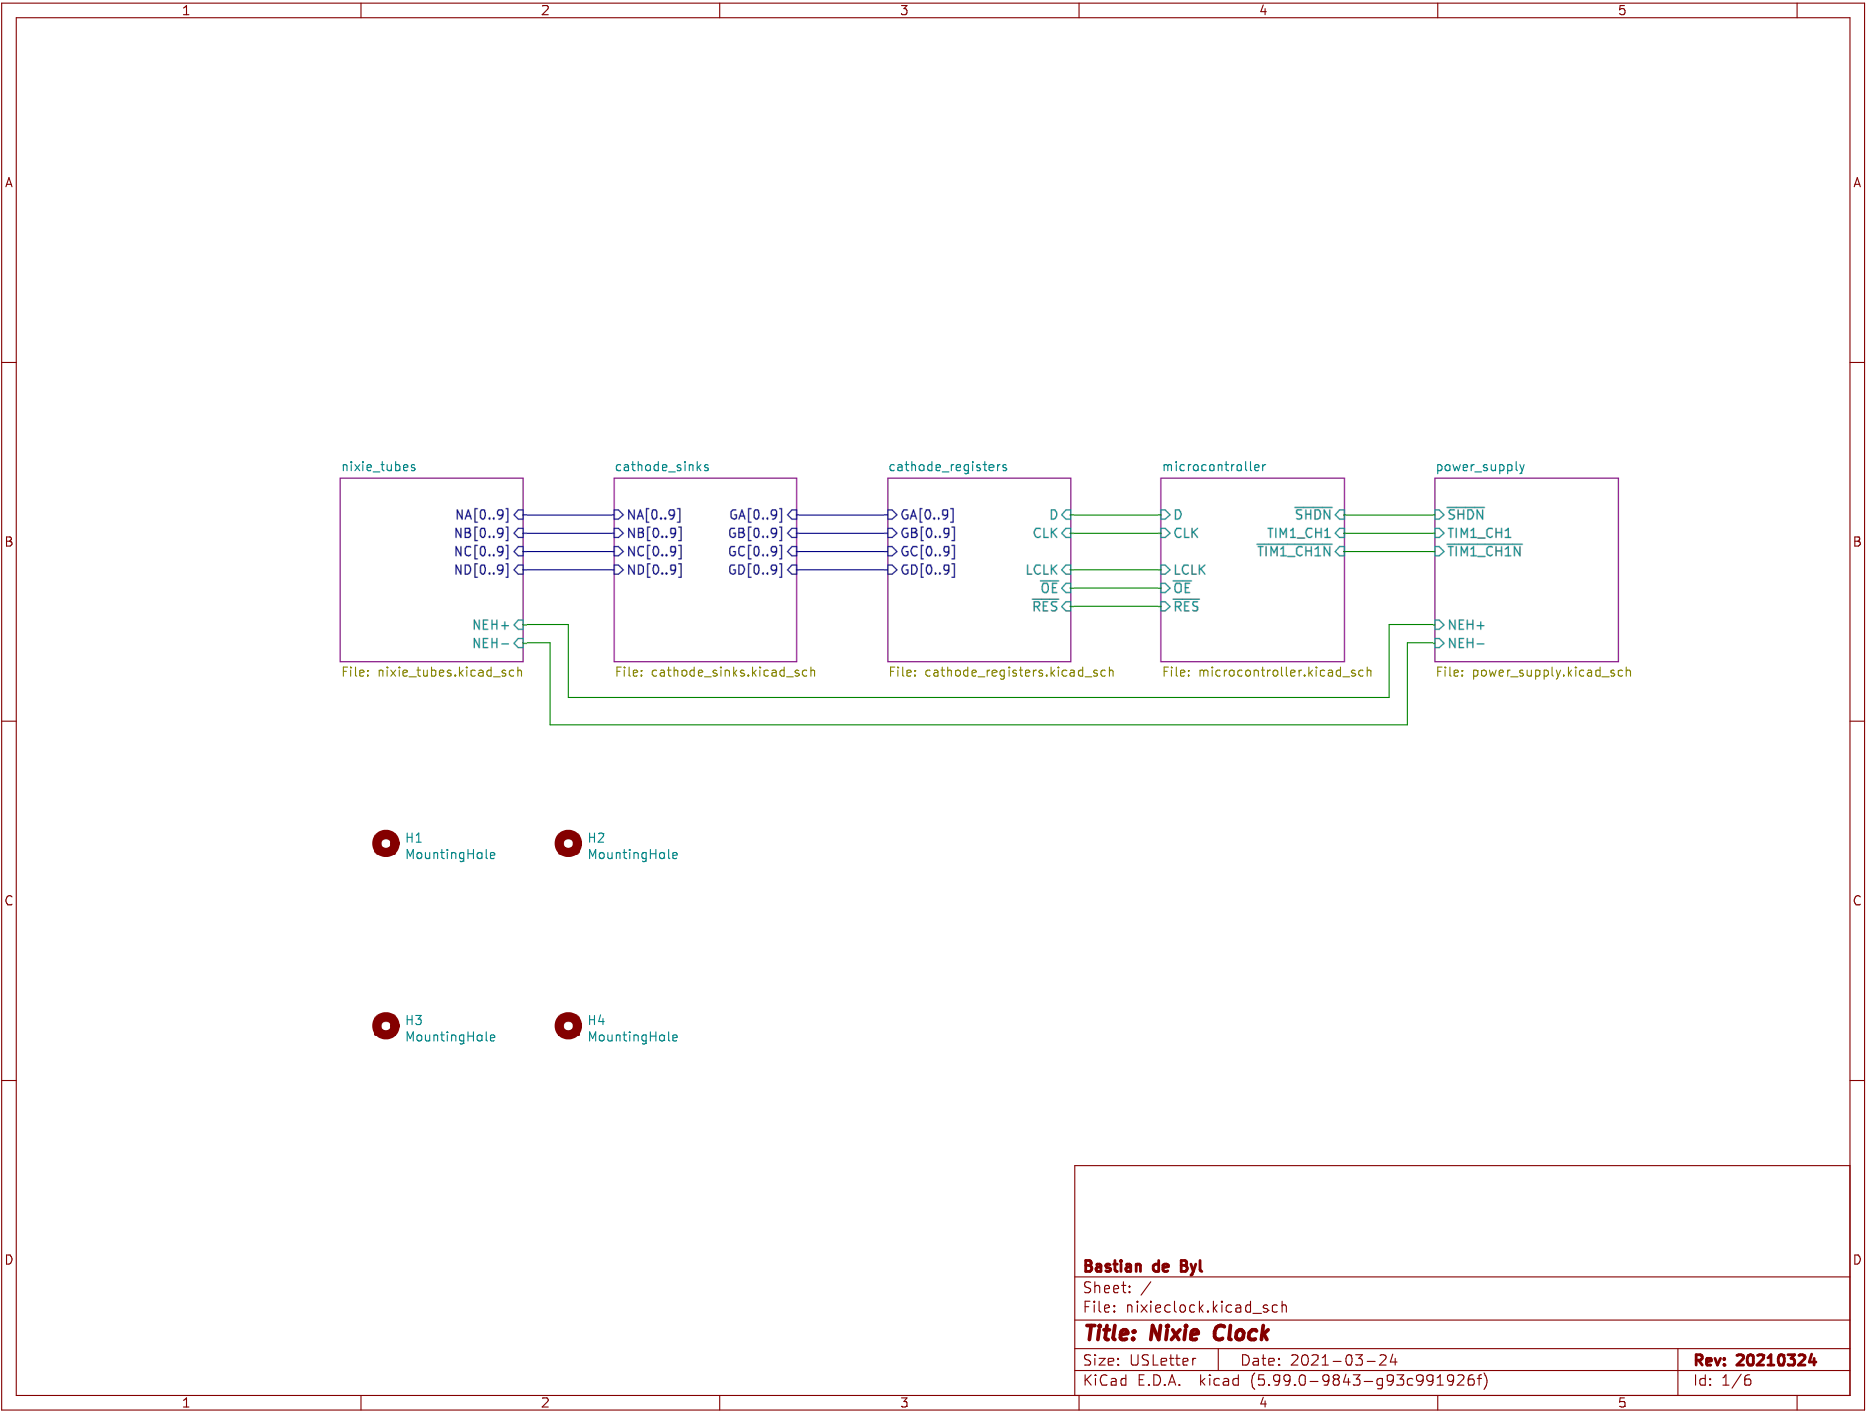 1 2 3 4 5
A A
nixie_tubes cathode_sinks cathode_registers microcontroller power_supply
NA[0..9] NA[0..9] GA[0..9] GA[0..9] D D SHDN SHDN
B NB[0..9] NB[0..9] GB[0..9] GB[0..9] CLK CLK TIM1_CH1 TIM1_CH1 B
NC[0..9] NC[0..9] GC[0..9] GC[0..9] TIM1_CH1N TIM1_CH1N
ND[0..9] ND[0..9] GD[0..9] GD[0..9] LCLK LCLK
OE OE
RES RES
NEH+ NEH+
NEH- NEH-
File: nixie_tubes.kicad_sch File: cathode_sinks.kicad_sch File: cathode_registers.kicad_sch File: microcontroller.kicad_sch File: power_supply.kicad_sch
H1 H2
MountingHole MountingHole
C C
H3 H4
MountingHole MountingHole
D D
Bastian de Byl
Sheet: /
File: nixieclock.kicad_sch
Title: Nixie Clock
Size: USLetter Date: 2021-03-24 Rev: 20210324
KiCad E.D.A. kicad (5.99.0-9843-g93c991926f) Id: 1/6
1 2 3 4 5